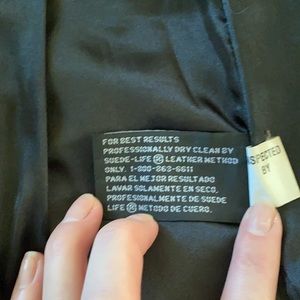 FOR BEST RESULTS
PROFESSIONALLY DRY CLEAN BY
SUEDE-LIFE ® LEATHER METHOD
ONLY. 1-800-863-6611
PARA EL MEJOR RESULTADO
LAVAR SOLAMENTE EN SECO.
PROFESIONALMENTE DE SUEDE
LIFE ® METODO DE CUERO.
SPECTED
BY